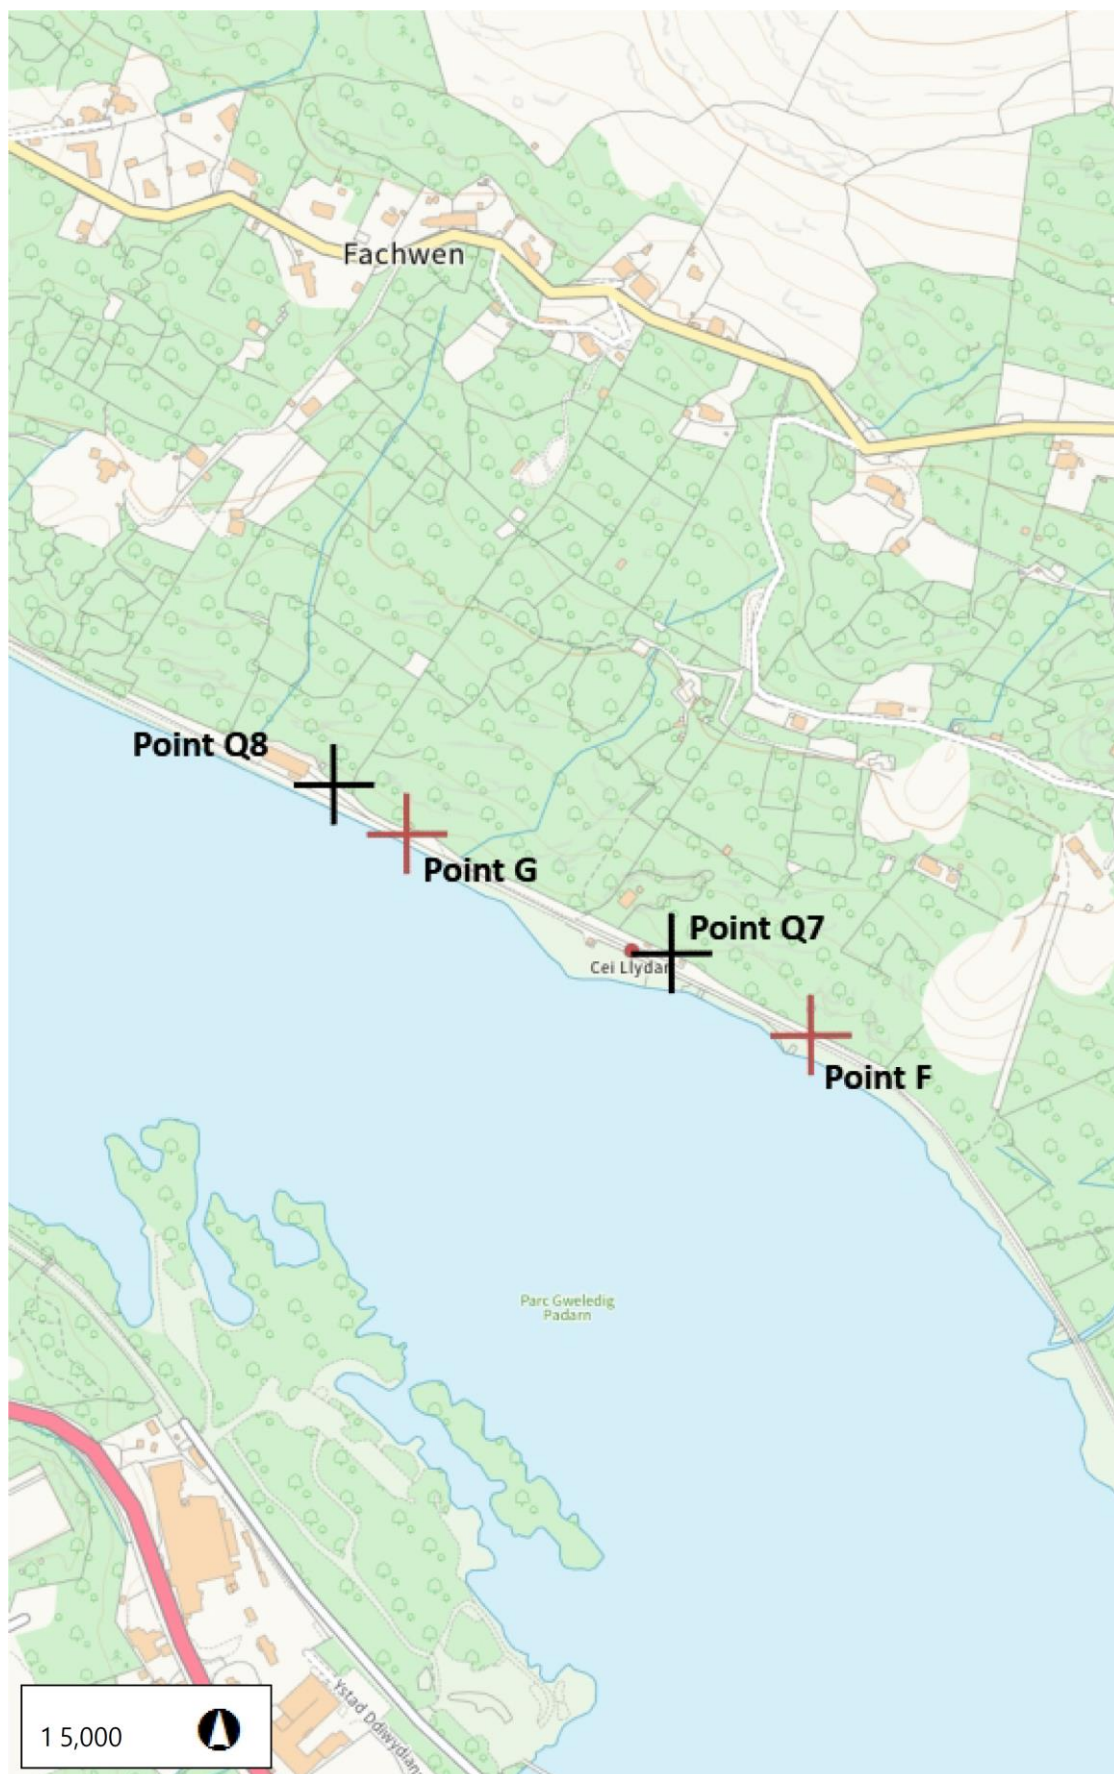 Fachwen
Point Q8
Point G
Point Q7
Cei Llydan
Point F
Parc Gweledig
Padarn
Ystad Ddiwydian
1 5,000